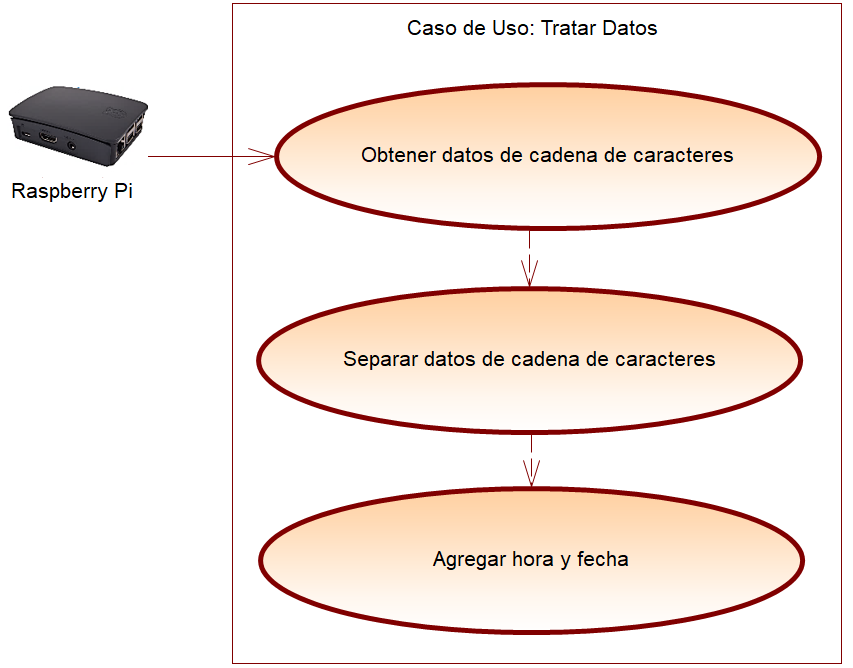 Caso de Uso: Tratar Datos
Obtener datos de cadena de caracteres
Raspberry Pi
Separar datos de cadena de caracteres
Agregar hora y fecha